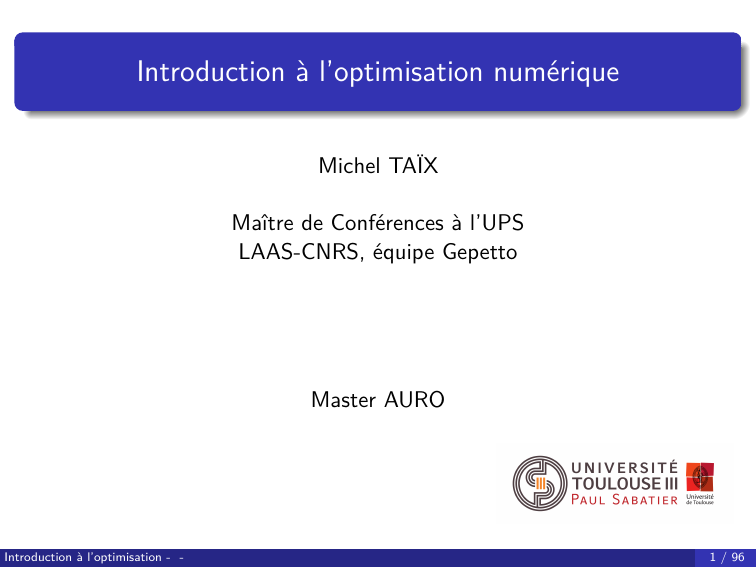 Introduction à l'optimisation numérique
Michel TAÏX
Maître de Conférences à l'UPS
LAAS-CNRS, équipe Gepetto
Master AURO
UNIVERSITÉ
TOULOUSE III
PAUL SABATIER
Université
de Toulouse
Introduction à l'optimisation - -
1 / 96